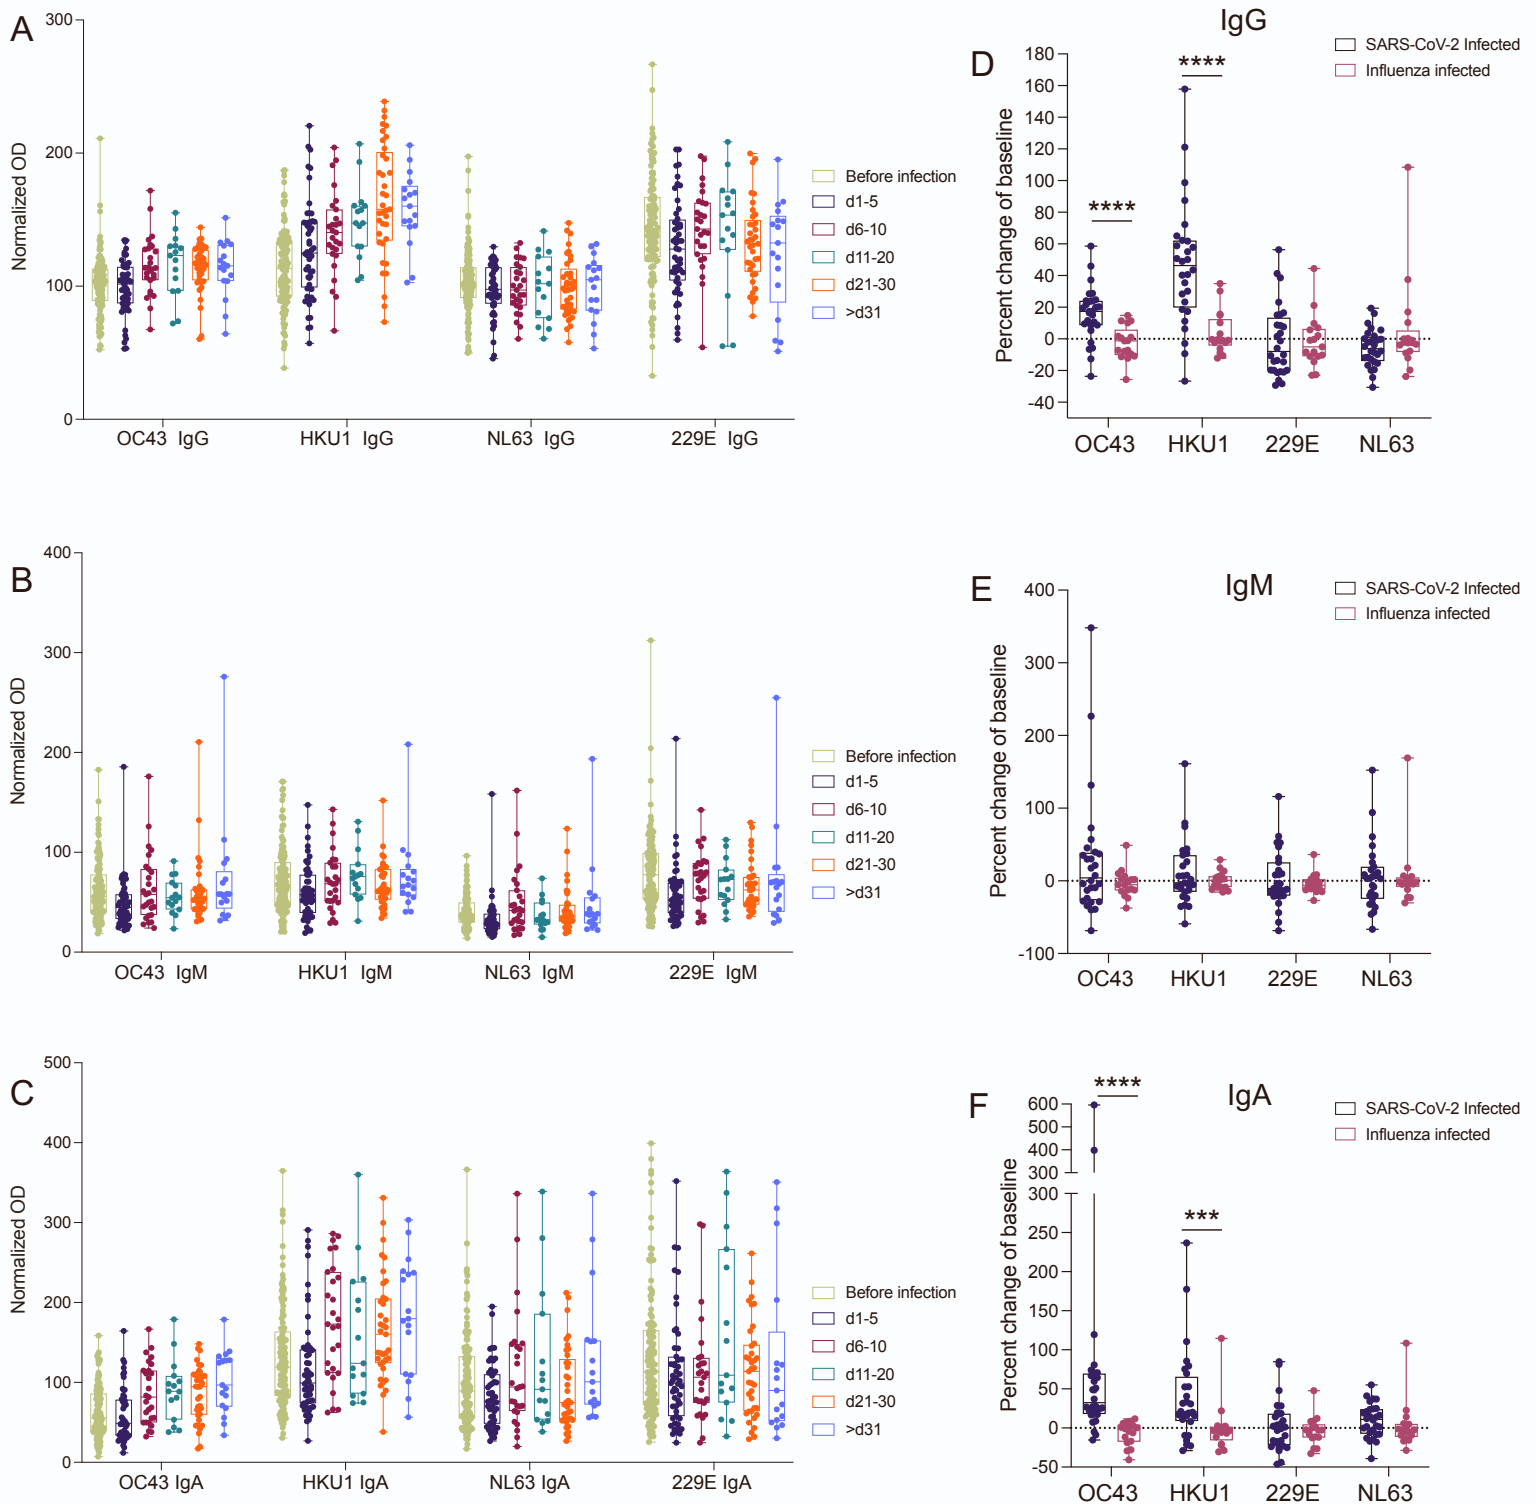 A
Normalized OD
300
200
100
0
OC43 IgG
HKU1 IgG
NL63 IgG
229E IgG
Before infection
d1-5
d6-10
d11-20
d21-30
>d31
D
IgG
SARS-CoV-2 Infected
Influenza infected
Percent change of baseline
180
160
140
120
100
80
60
40
20
0
-20
-40
****
****
OC43
HKU1
229E
NL63
B
Normalized OD
400
300
200
100
0
OC43 IgM
HKU1 IgM
NL63 IgM
229E IgM
Before infection
d1-5
d6-10
d11-20
d21-30
>d31
E
IgM
SARS-CoV-2 Infected
Influenza infected
Percent change of baseline
400
300
200
100
0
-100
OC43
HKU1
229E
NL63
C
Normalized OD
500
400
300
200
100
0
OC43 IgA
HKU1 IgA
NL63 IgA
229E IgA
Before infection
d1-5
d6-10
d11-20
d21-30
>d31
F
IgA
SARS-CoV-2 Infected
Influenza infected
Percent change of baseline
600
500
400
300
300
250
200
150
100
50
0
-50
****
***
OC43
HKU1
229E
NL63